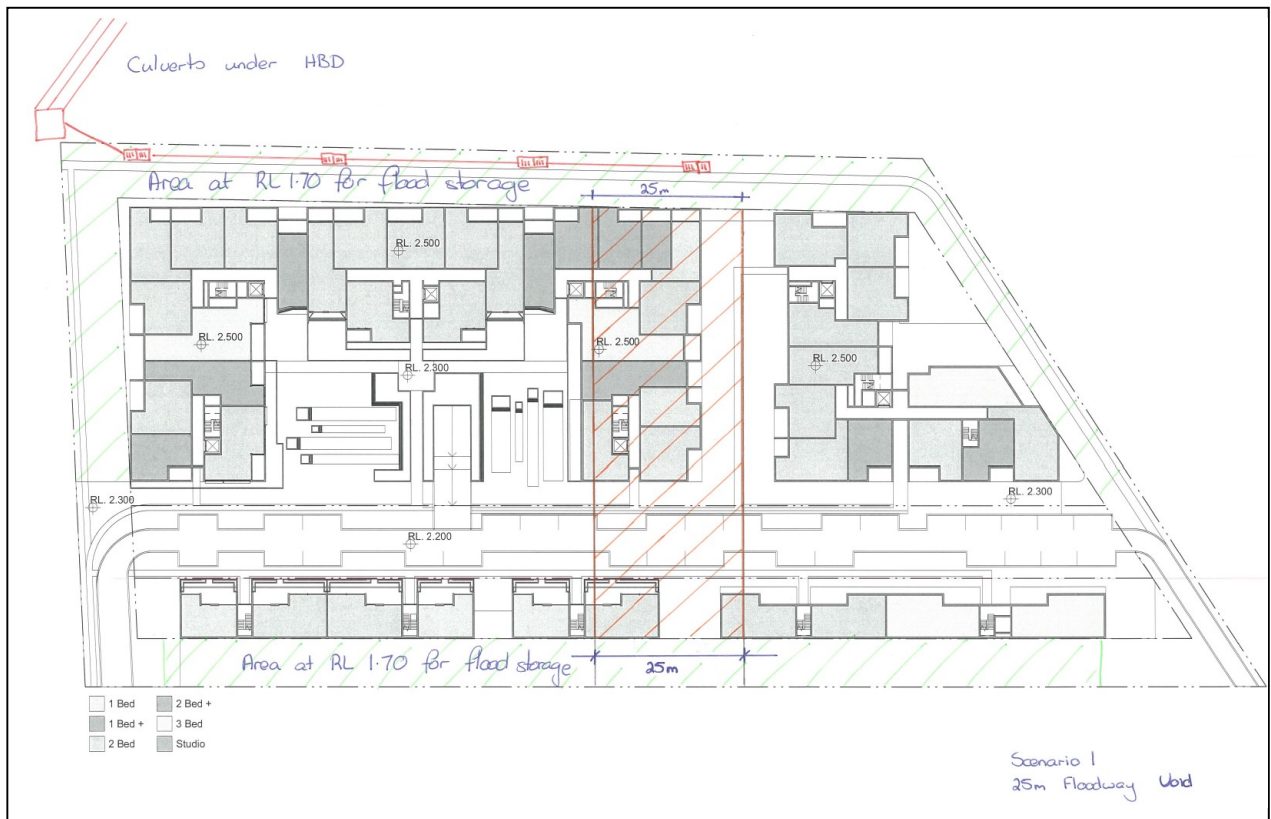 Culverts under HBD
Area at RL 1.70 for flood storage
25m
RL. 2.500
RL. 2.500
RL. 2.500
RL. 2.500
RL. 2.300
RL. 2.300
RL. 2.300
RL. 2.200
Area at RL 1.70 for flood storage
25m
1 Bed
2 Bed +
1 Bed +
3 Bed
2 Bed
Studio
Scenario 1
25m Floodway Void